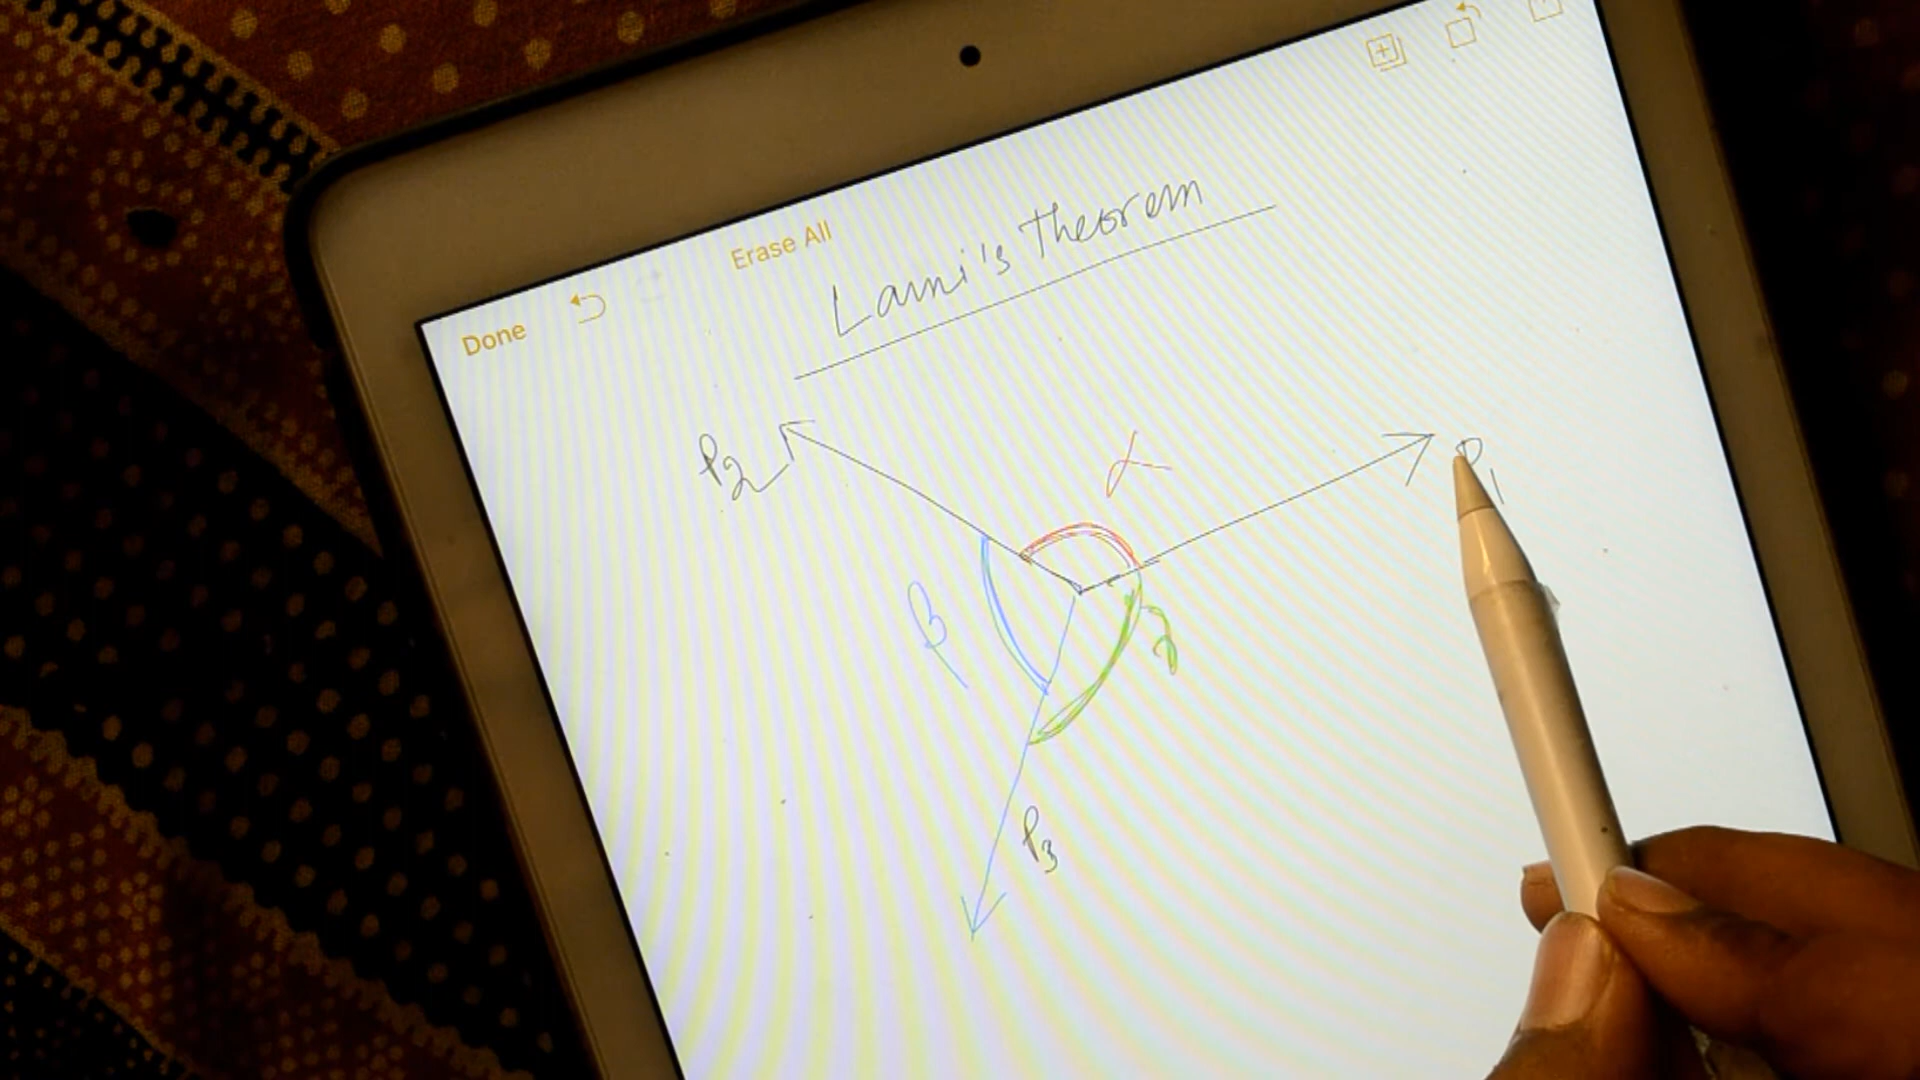 Erase All
Done
Lami's Theorem
P2
α
P1
β
γ
P3